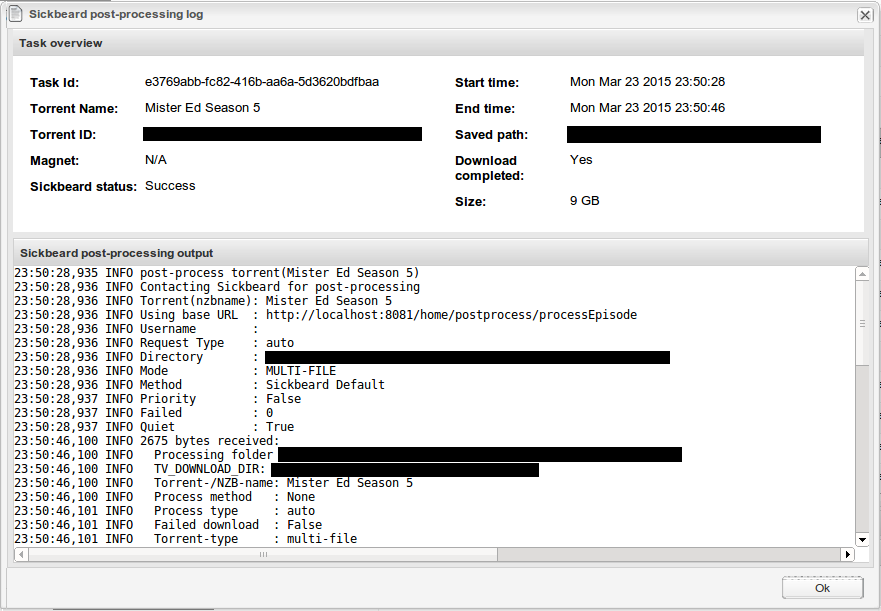 Sickbeard post-processing log
Task overview
Task Id: e3769abb-fc82-416b-aa6a-5d3620bdfbaa
Start time: Mon Mar 23 2015 23:50:28
Torrent Name: Mister Ed Season 5
End time: Mon Mar 23 2015 23:50:46
Torrent ID:
Saved path:
Magnet: N/A
Download completed: Yes
Sickbeard status: Success
Size: 9 GB
Sickbeard post-processing output
23:50:28,935 INFO post-process torrent(Mister Ed Season 5)
23:50:28,936 INFO Contacting Sickbeard for post-processing
23:50:28,936 INFO Torrent(nzbname): Mister Ed Season 5
23:50:28,936 INFO Using base URL  : http://localhost:8081/home/postprocess/processEpisode
23:50:28,936 INFO Username        :
23:50:28,936 INFO Request Type    : auto
23:50:28,936 INFO Directory       :
23:50:28,936 INFO Mode            : MULTI-FILE
23:50:28,936 INFO Method          : Sickbeard Default
23:50:28,937 INFO Priority        : False
23:50:28,937 INFO Failed          : 0
23:50:28,937 INFO Quiet           : True
23:50:46,100 INFO 2675 bytes received:
23:50:46,100 INFO   Processing folder
23:50:46,100 INFO   TV_DOWNLOAD_DIR:
23:50:46,100 INFO   Torrent-/NZB-name: Mister Ed Season 5
23:50:46,100 INFO   Process method   : None
23:50:46,101 INFO   Process type     : auto
23:50:46,101 INFO   Failed download  : False
23:50:46,101 INFO   Torrent-type     : multi-file
Ok